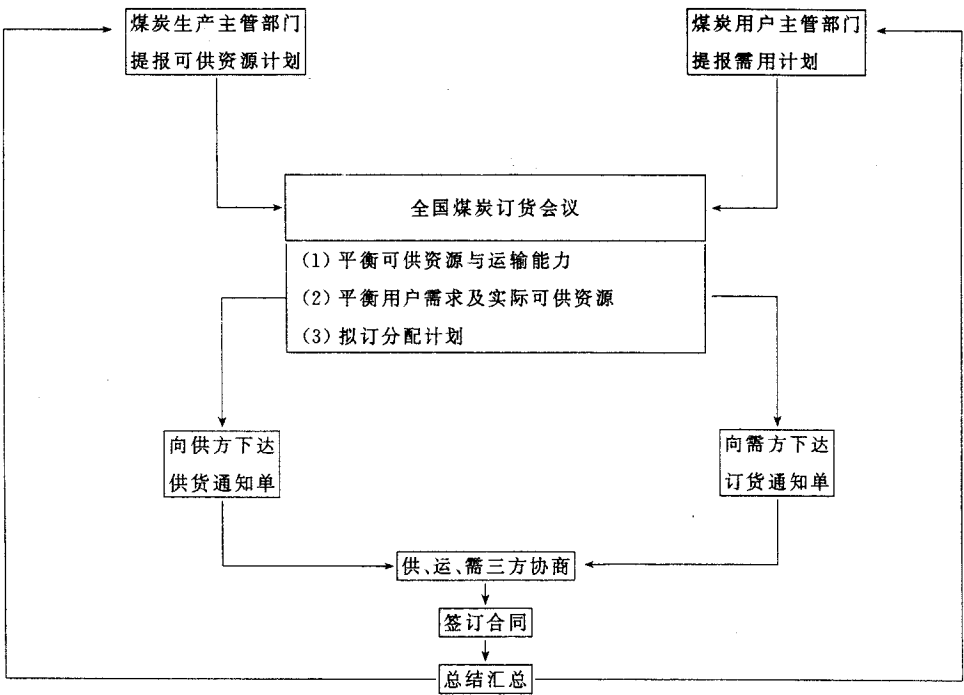 煤炭生产主管部门
提报可供资源计划
煤炭用户主管部门
提报需用计划
全国煤炭订货会议
(1)平衡可供资源与运输能力
(2)平衡用户需求及实际可供资源
(3)拟订分配计划
向供方下达
供货通知单
向需方下达
订货通知单
供、运、需三方协商
签订合同
总结汇总